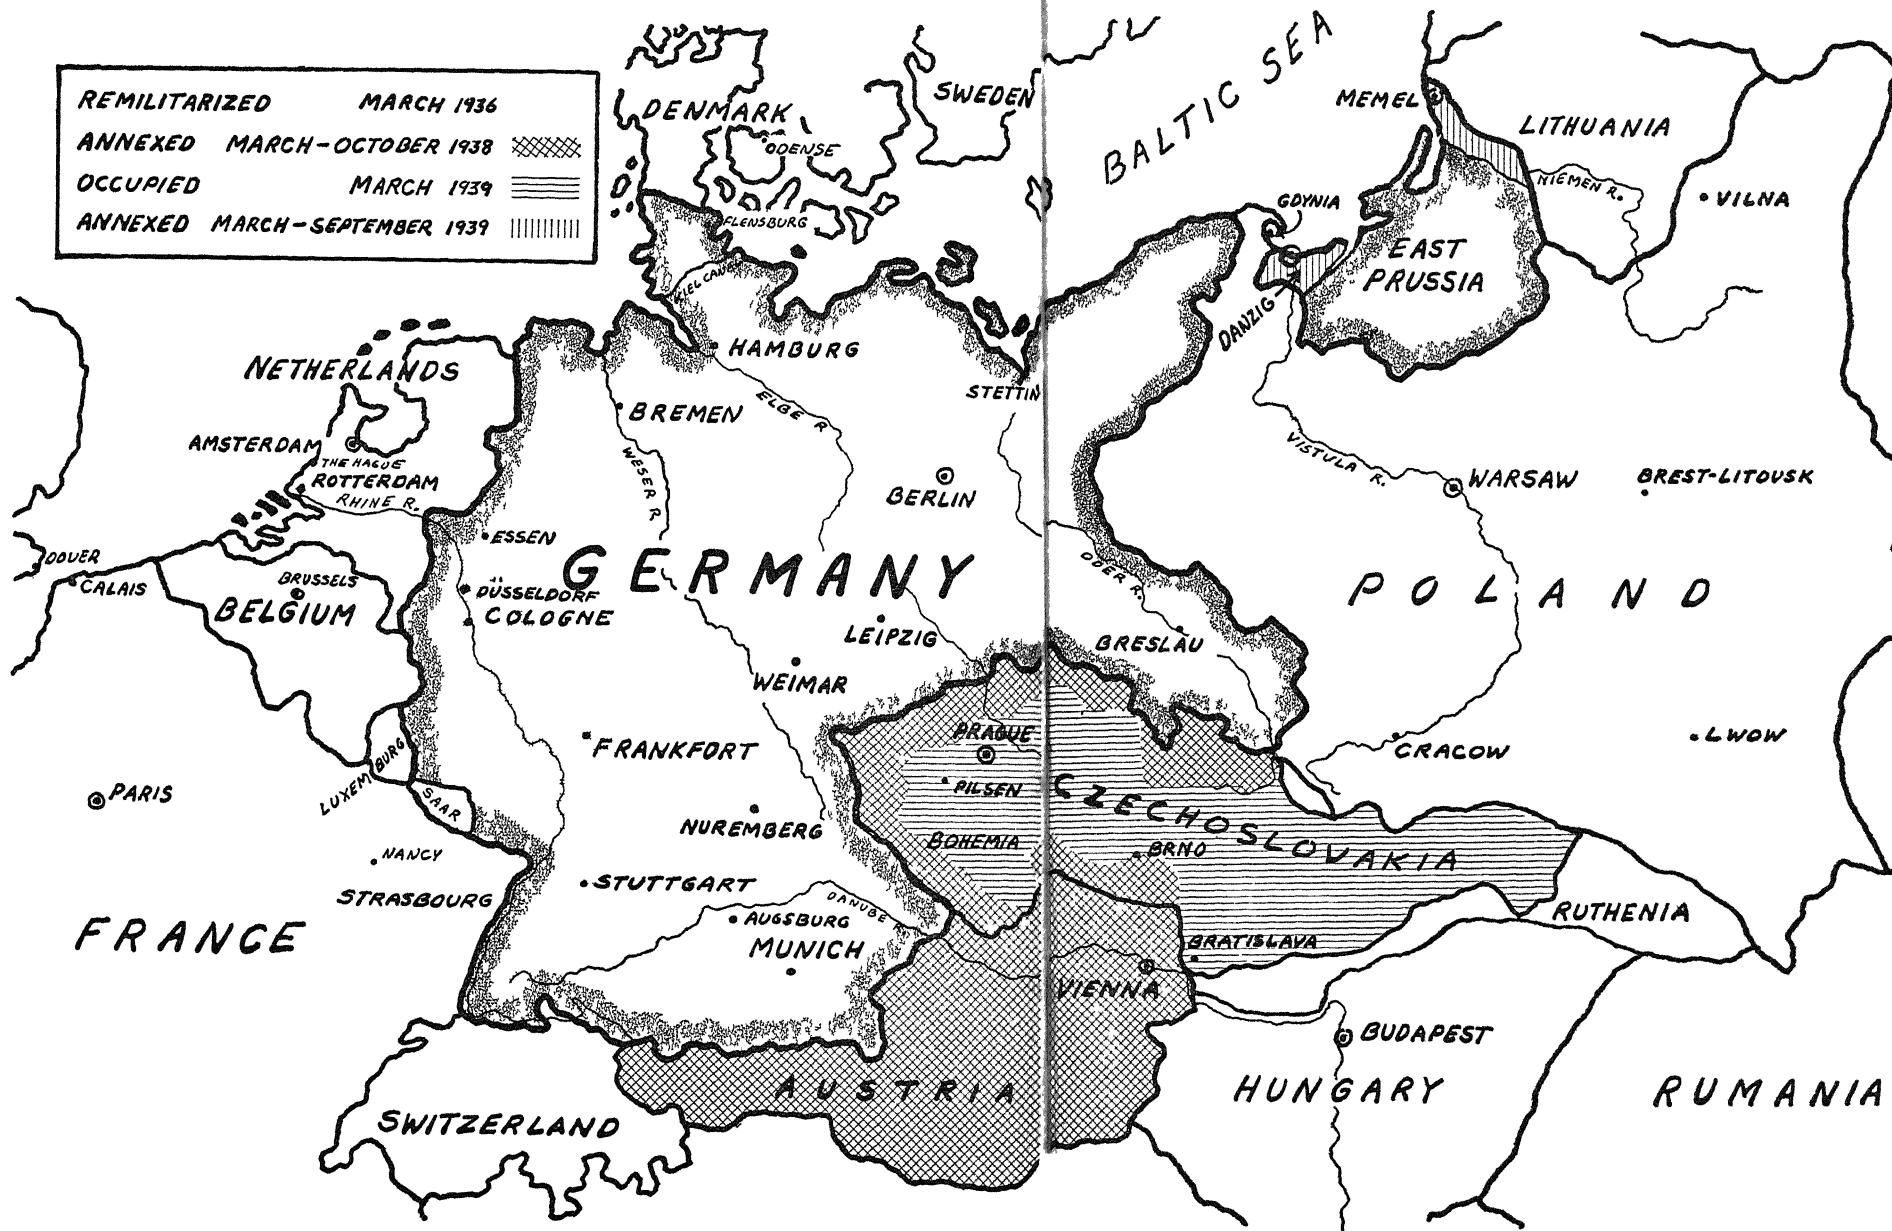 REMILITARIZED MARCH 1936
ANNEXED MARCH-OCTOBER 1938
OCCUPIED MARCH 1939
ANNEXED MARCH-SEPTEMBER 1939
DENMARK
ODENSE
FLENSBURG
KIEL CANAL
SWEDEN
BALTIC SEA
MEMEL
LITHUANIA
NIEMEN R.
VILNA
GDYNIA
EAST
PRUSSIA
DANZIG
NETHERLANDS
AMSTERDAM
THE HAGUE
ROTTERDAM
RHINE R.
HAMBURG
BREMEN
ELBE R
WESER R
STETTIN
BERLIN
VISTULA R.
WARSAW
BREST-LITOUSK
DOVER
CALAIS
BRUSSELS
BELGIUM
ESSEN
DÜSSELDORF
COLOGNE
GERMANY
LEIPZIG
WEIMAR
ODER R.
BRESLAU
POLAND
LUXEMBURG
SAAR
PARIS
NANCY
STRASBOURG
FRANCE
FRANKFORT
NUREMBERG
STUTTGART
AUGSBURG
MUNICH
DANUBE R
PRAGUE
PILSEN
BOHEMIA
CZECHOSLOVAKIA
BRNO
CRACOW
LWOW
RUTHENIA
BRATISLAVA
VIENNA
AUSTRIA
SWITZERLAND
BUDAPEST
HUNGARY
RUMANIA